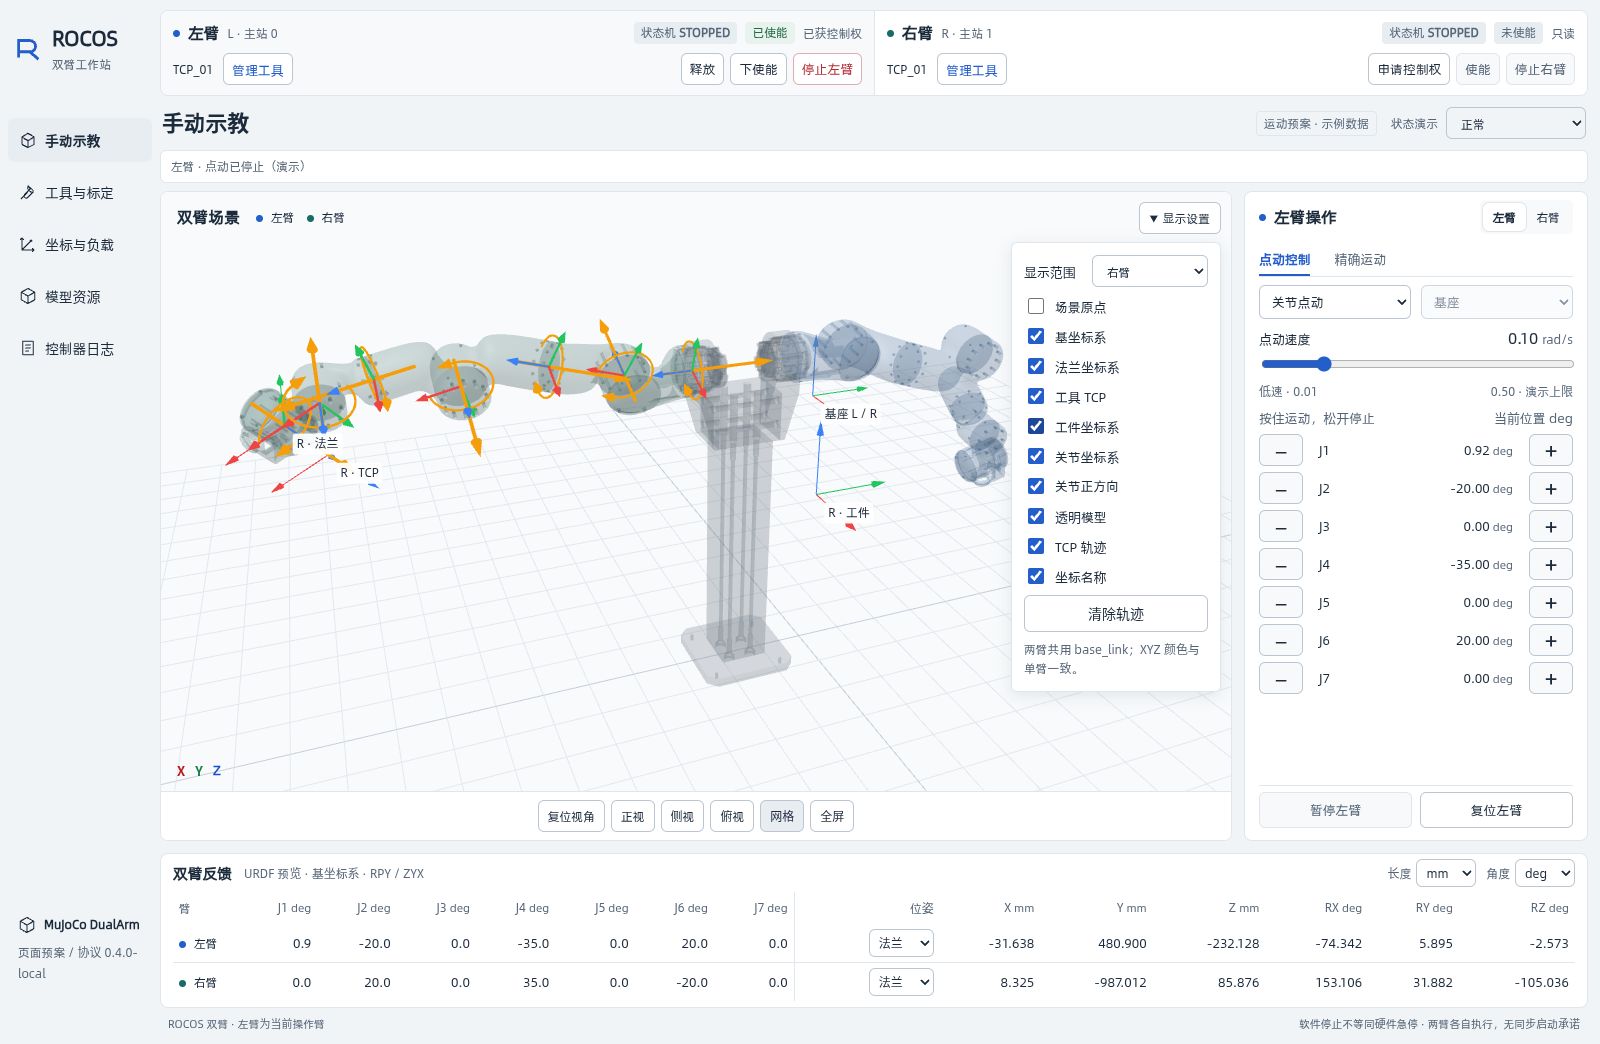 ROCOS
双臂工作站
手动示教
工具与标定
坐标与负载
模型资源
控制器日志
MuJoCo DualArm
页面预案 / 协议 0.4.0-
local
左臂 L · 主站 0
状态机 STOPPED 已使能 已获控制权
TCP_01 管理工具
释放 下使能 停止左臂
右臂 R · 主站 1
状态机 STOPPED 未使能 只读
TCP_01 管理工具
申请控制权 使能 停止右臂
手动示教
运动预案 · 示例数据 状态演示 正常
左臂 · 点动已停止（演示）
双臂场景 左臂 右臂
▼ 显示设置
显示范围 右臂
场景原点
基坐标系
法兰坐标系
工具 TCP
工件坐标系
关节坐标系
关节正方向
透明模型
TCP 轨迹
坐标名称
清除轨迹
两臂共用 base_link；XYZ 颜色与
单臂一致。
基座 L / R
R · 法兰
R · TCP
R · 工件
X Y Z
复位视角 正视 侧视 俯视 网格 全屏
左臂操作 左臂 右臂
点动控制 精确运动
关节点动 基座
点动速度 0.10 rad/s
低速 · 0.01 0.50 · 演示上限
按住运动，松开停止 当前位置 deg
– J1 0.92 deg +
– J2 -20.00 deg +
– J3 0.00 deg +
– J4 -35.00 deg +
– J5 0.00 deg +
– J6 20.00 deg +
– J7 0.00 deg +
暂停左臂 复位左臂
双臂反馈 URDF 预览 · 基坐标系 · RPY / ZYX
长度 mm 角度 deg
臂 J1 deg J2 deg J3 deg J4 deg J5 deg J6 deg J7 deg 位姿 X mm Y mm Z mm RX deg RY deg RZ deg
左臂 0.9 -20.0 0.0 -35.0 0.0 20.0 0.0 法兰 -31.638 480.900 -232.128 -74.342 5.895 -2.573
右臂 0.0 20.0 0.0 35.0 0.0 -20.0 0.0 法兰 8.325 -987.012 85.876 153.106 31.882 -105.036
ROCOS 双臂 · 左臂为当前操作臂
软件停止不等同硬件急停 · 两臂各自执行，无同步启动承诺